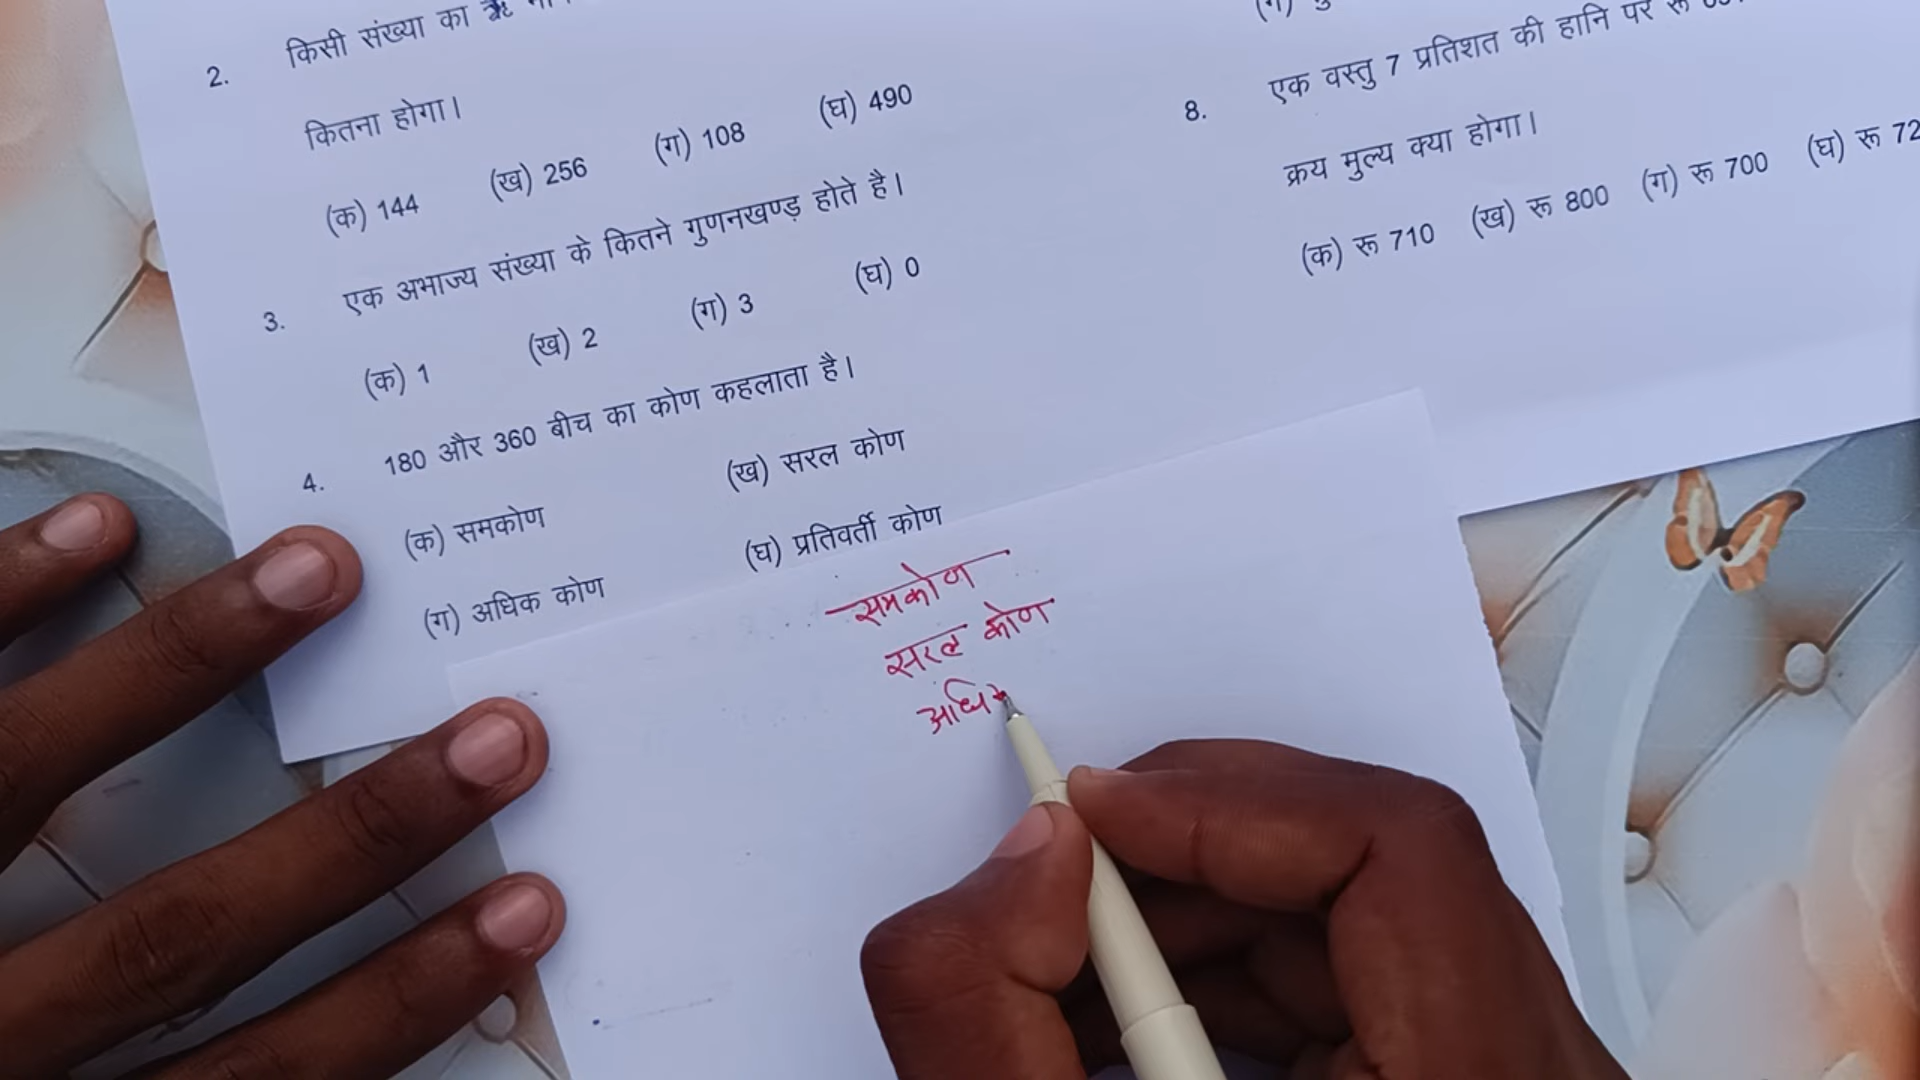 2. किसी संख्या का
कितना होगा।
(क) 144 (ख) 256 (ग) 108 (घ) 490
3. एक अभाज्य संख्या के कितने गुणनखण्ड होते है।
(क) 1 (ख) 2 (ग) 3 (घ) 0
4. 180 और 360 बीच का कोण कहलाता है।
(क) समकोण (ख) सरल कोण
(ग) अधिक कोण (घ) प्रतिवर्ती कोण
(ग)
8. एक वस्तु 7 प्रतिशत की हानि पर रू
क्रय मुल्य क्या होगा।
(क) रू 710 (ख) रू 800 (ग) रू 700 (घ) रू 72
समकोण
सरल कोण
अधिक